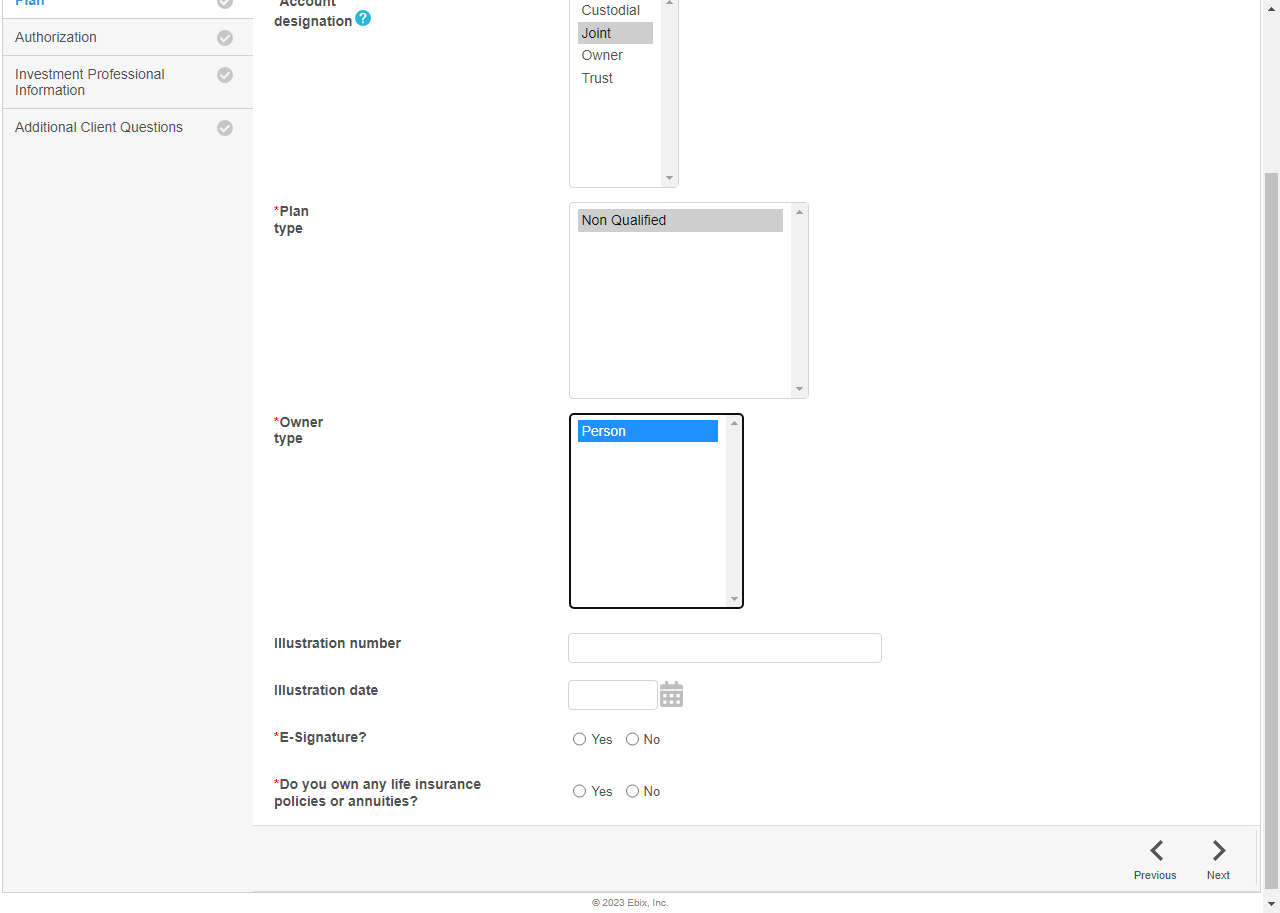 Plan
Authorization
Investment Professional
Information
Additional Client Questions
*Account
designation ?
Custodial
Joint
Owner
Trust
*Plan
type
Non Qualified
*Owner
type
Person
Illustration number
Illustration date
*E-Signature?
Yes No
*Do you own any life insurance
policies or annuities?
Yes No
Previous Next
© 2023 Ebix, Inc.